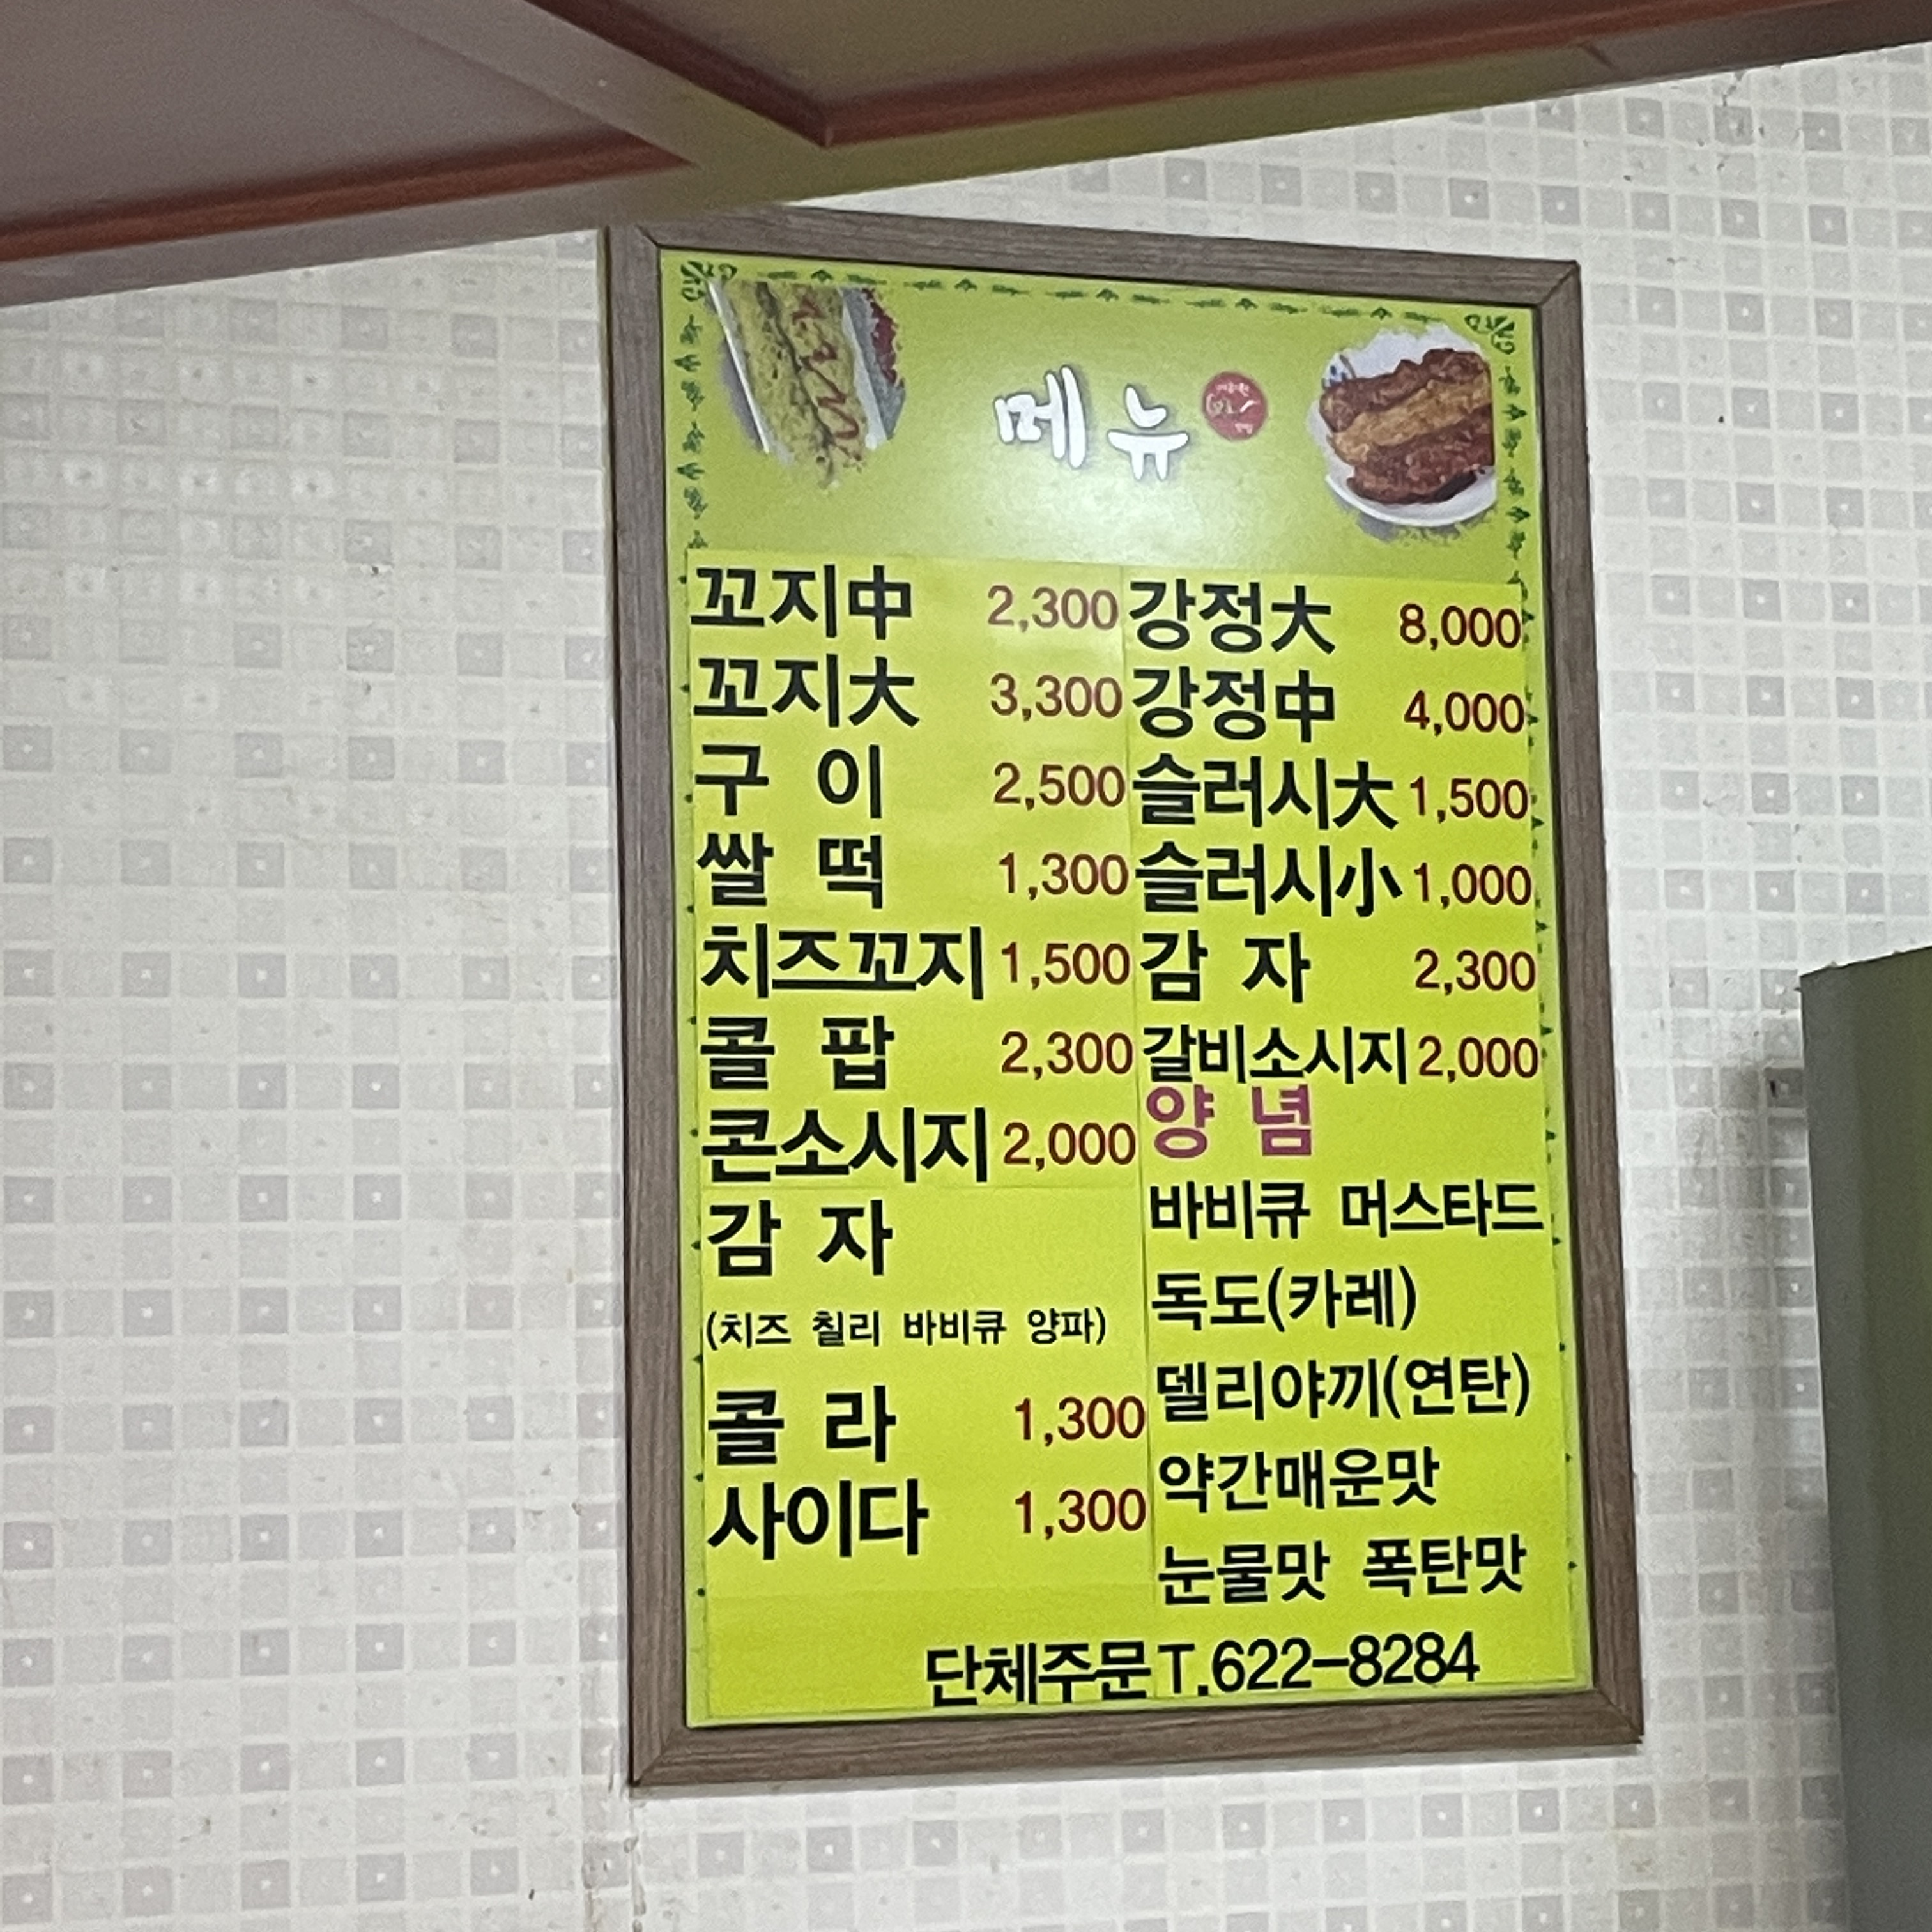 메뉴
꼬지中 2,300
꼬지大 3,300
구 이 2,500
쌀 떡 1,300
치즈꼬지 1,500
콜 팝 2,300
콘소시지 2,000
감 자
(치즈 칠리 바비큐 양파)
콜 라 1,300
사이다 1,300
강정大 8,000
강정中 4,000
슬러시大 1,500
슬러시小 1,000
감 자 2,300
갈비소시지 2,000
양 념
바비큐 머스타드
독도(카레)
델리야끼(연탄)
약간매운맛
눈물맛 폭탄맛
단체주문 T.622-8284